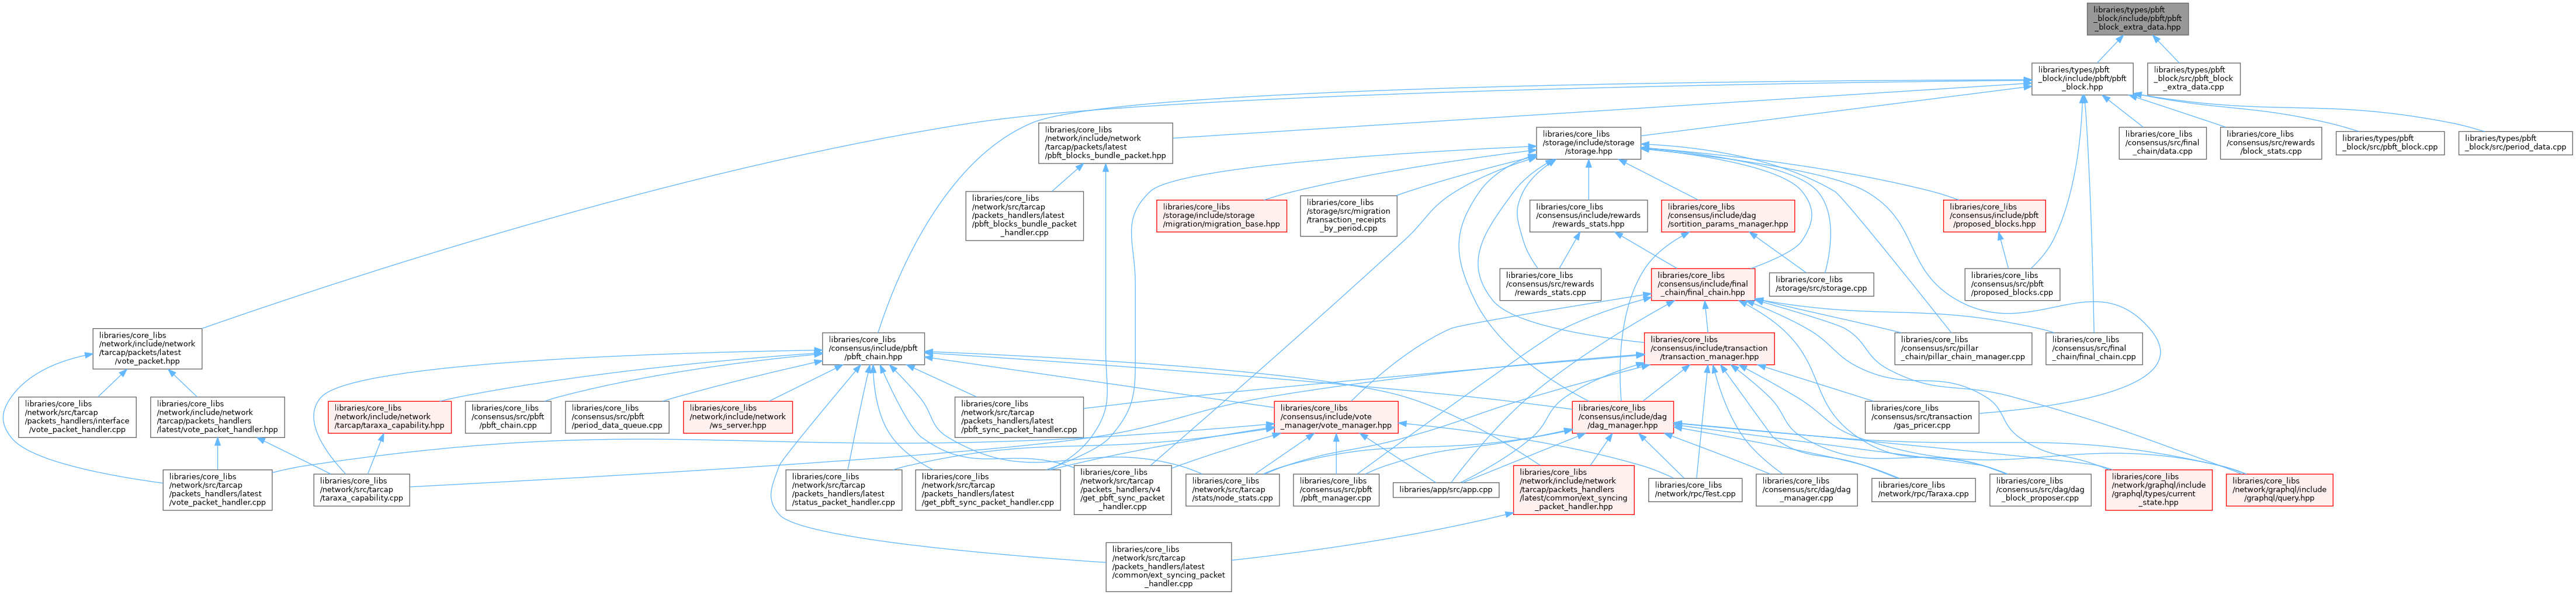 libraries/types/pbft
_block/include/pbft/pbft
_block_extra_data.hpp
libraries/types/pbft
_block/include/pbft/pbft
_block.hpp
libraries/types/pbft
_block/src/pbft_block
_extra_data.cpp
libraries/core_libs
/network/include/network
/tarcap/packets/latest
/pbft_blocks_bundle_packet.hpp
libraries/core_libs
/storage/include/storage
/storage.hpp
libraries/core_libs
/consensus/src/final
_chain/data.cpp
libraries/core_libs
/consensus/src/rewards
/block_stats.cpp
libraries/types/pbft
_block/src/pbft_block.cpp
libraries/types/pbft
_block/src/period_data.cpp
libraries/core_libs
/network/src/tarcap
/packets_handlers/latest
/pbft_blocks_bundle_packet
_handler.cpp
libraries/core_libs
/storage/include/storage
/migration/migration_base.hpp
libraries/core_libs
/storage/src/migration
/transaction_receipts
_by_period.cpp
libraries/core_libs
/consensus/include/rewards
/rewards_stats.hpp
libraries/core_libs
/consensus/include/dag
/sortition_params_manager.hpp
libraries/core_libs
/consensus/include/pbft
/proposed_blocks.hpp
libraries/core_libs
/consensus/src/rewards
/rewards_stats.cpp
libraries/core_libs
/consensus/include/final
_chain/final_chain.hpp
libraries/core_libs
/storage/src/storage.cpp
libraries/core_libs
/consensus/src/pbft
/proposed_blocks.cpp
libraries/core_libs
/network/include/network
/tarcap/packets/latest
/vote_packet.hpp
libraries/core_libs
/consensus/include/pbft
/pbft_chain.hpp
libraries/core_libs
/consensus/include/transaction
/transaction_manager.hpp
libraries/core_libs
/consensus/src/pillar
_chain/pillar_chain_manager.cpp
libraries/core_libs
/consensus/src/final
_chain/final_chain.cpp
libraries/core_libs
/network/src/tarcap
/packets_handlers/interface
/vote_packet_handler.cpp
libraries/core_libs
/network/include/network
/tarcap/packets_handlers
/latest/vote_packet_handler.hpp
libraries/core_libs
/network/include/network
/tarcap/taraxa_capability.hpp
libraries/core_libs
/consensus/src/pbft
/pbft_chain.cpp
libraries/core_libs
/consensus/src/pbft
/period_data_queue.cpp
libraries/core_libs
/network/include/network
/ws_server.hpp
libraries/core_libs
/network/src/tarcap
/packets_handlers/latest
/pbft_sync_packet_handler.cpp
libraries/core_libs
/consensus/include/vote
_manager/vote_manager.hpp
libraries/core_libs
/consensus/include/dag
/dag_manager.hpp
libraries/core_libs
/consensus/src/transaction
/gas_pricer.cpp
libraries/core_libs
/network/src/tarcap
/packets_handlers/latest
/vote_packet_handler.cpp
libraries/core_libs
/network/src/tarcap
/taraxa_capability.cpp
libraries/core_libs
/network/src/tarcap
/packets_handlers/latest
/status_packet_handler.cpp
libraries/core_libs
/network/src/tarcap
/packets_handlers/latest
/get_pbft_sync_packet_handler.cpp
libraries/core_libs
/network/src/tarcap
/packets_handlers/v4
/get_pbft_sync_packet
_handler.cpp
libraries/core_libs
/network/src/tarcap
/stats/node_stats.cpp
libraries/core_libs
/consensus/src/pbft
/pbft_manager.cpp
libraries/app/src/app.cpp
libraries/core_libs
/network/include/network
/tarcap/packets_handlers
/latest/common/ext_syncing
_packet_handler.hpp
libraries/core_libs
/network/rpc/Test.cpp
libraries/core_libs
/consensus/src/dag/dag
_manager.cpp
libraries/core_libs
/network/rpc/Taraxa.cpp
libraries/core_libs
/consensus/src/dag/dag
_block_proposer.cpp
libraries/core_libs
/network/graphql/include
/graphql/types/current
_state.hpp
libraries/core_libs
/network/graphql/include
/graphql/query.hpp
libraries/core_libs
/network/src/tarcap
/packets_handlers/latest
/common/ext_syncing_packet
_handler.cpp